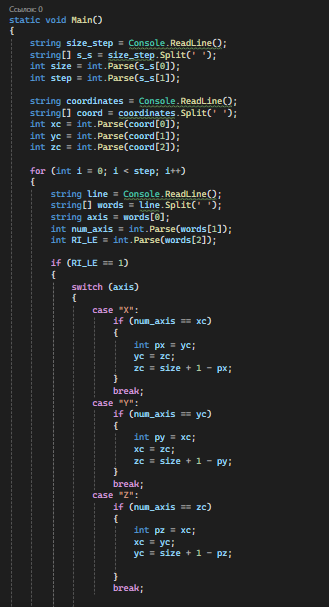 Ссылок: 0
static void Main()
{
string size_step = Console.ReadLine();
string[] s_s = size_step.Split(' ');
int size = int.Parse(s_s[0]);
int step = int.Parse(s_s[1]);
string coordinates = Console.ReadLine();
string[] coord = coordinates.Split(' ');
int xc = int.Parse(coord[0]);
int yc = int.Parse(coord[1]);
int zc = int.Parse(coord[2]);
for (int i = 0; i < step; i++)
{
string line = Console.ReadLine();
string[] words = line.Split(' ');
string axis = words[0];
int num_axis = int.Parse(words[1]);
int RI_LE = int.Parse(words[2]);
if (RI_LE == 1)
{
switch (axis)
{
case "X":
if (num_axis == xc)
{
int px = yc;
yc = zc;
zc = size + 1 - px;
}
break;
case "Y":
if (num_axis == yc)
{
int py = xc;
xc = zc;
zc = size + 1 - py;
}
break;
case "Z":
if (num_axis == zc)
{
int pz = xc;
xc = yc;
yc = size + 1 - pz;
}
break;